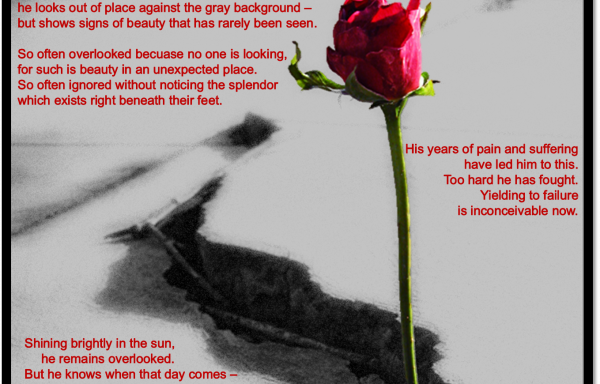 he looks out of place against the gray background –
but shows signs of beauty that has rarely been seen.
So often overlooked becuase no one is looking,
for such is beauty in an unexpected place.
So often ignored without noticing the splendor
which exists right beneath their feet.
His years of pain and suffering
have led him to this.
Too hard he has fought.
Yielding to failure
is inconceivable now.
Shining brightly in the sun,
he remains overlooked.
But he knows when that day comes –